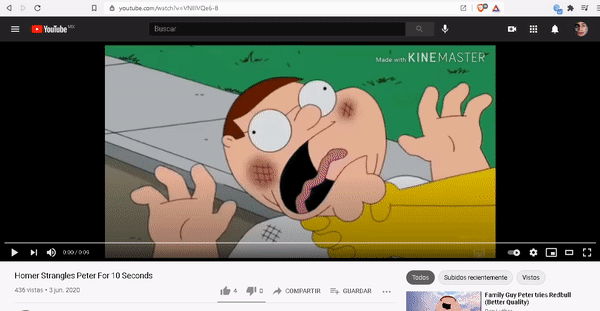 youtube.com/watch?v=VNIIIVQe6-8
YouTube MX
Buscar
Made with KINEMASTER
0:00 / 0:09
Homer Strangles Peter For 10 Seconds
436 vistas • 3 jun. 2020
4
0
COMPARTIR
GUARDAR
Todos
Subidos recientemente
Vistos
Family Guy Peter tries Redbull
(Better Quality)